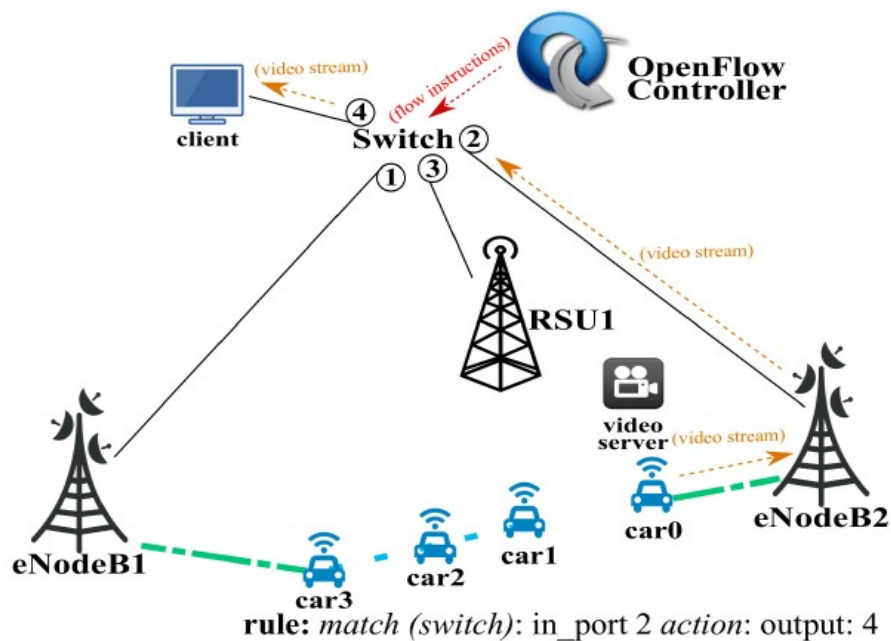 (video stream)
(flow instructions)
OpenFlow
Controller
client
4
Switch
2
1
3
(video stream)
RSU1
video
server
(video stream)
eNodeB1
car3
car2
car1
car0
eNodeB2
rule: match (switch): in_port 2 action: output: 4